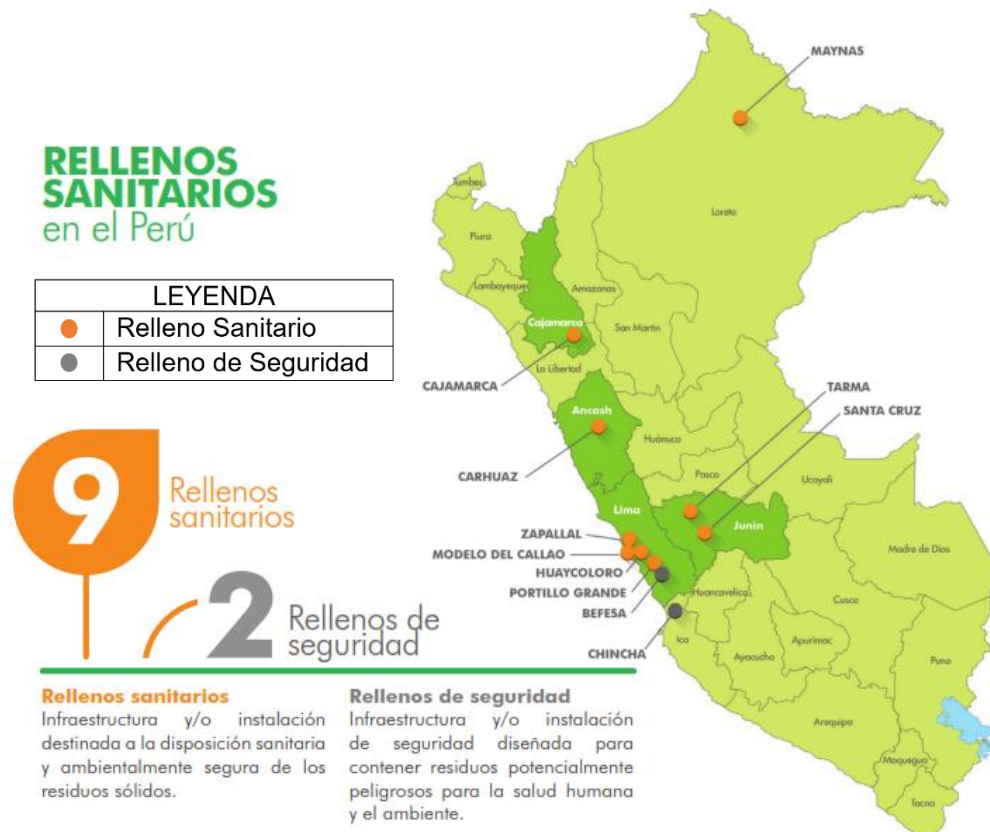 RELLENOS
SANITARIOS
en el Perú
LEYENDA
Relleno Sanitario
Relleno de Seguridad
9
Rellenos
sanitarios
2
Rellenos de
seguridad
Rellenos sanitarios
Infraestructura y/o instalación
destinada a la disposición sanitaria
y ambientalmente segura de los
residuos sólidos.
Rellenos de seguridad
Infraestructura y/o instalación
de seguridad diseñada para
contener residuos potencialmente
peligrosos para la salud humana
y el ambiente.
MAYNAS
Tumbes
Loreto
Piura
Lambayeque
Amazonas
Cajamarca
San Martín
La Libertad
CAJAMARCA
TARMA
SANTA CRUZ
Ancash
Huánuco
CARHUAZ
Pasco
Ucayali
Lima
Junín
ZAPALLAL
MODELO DEL CALLAO
Madre de Dios
HUAYCOLORO
PORTILLO GRANDE
Huancavelica
BEFESA
Cusco
CHINCHA
Ica
Apurimac
Ayacucho
Puno
Arequipa
Moquegua
Tacna